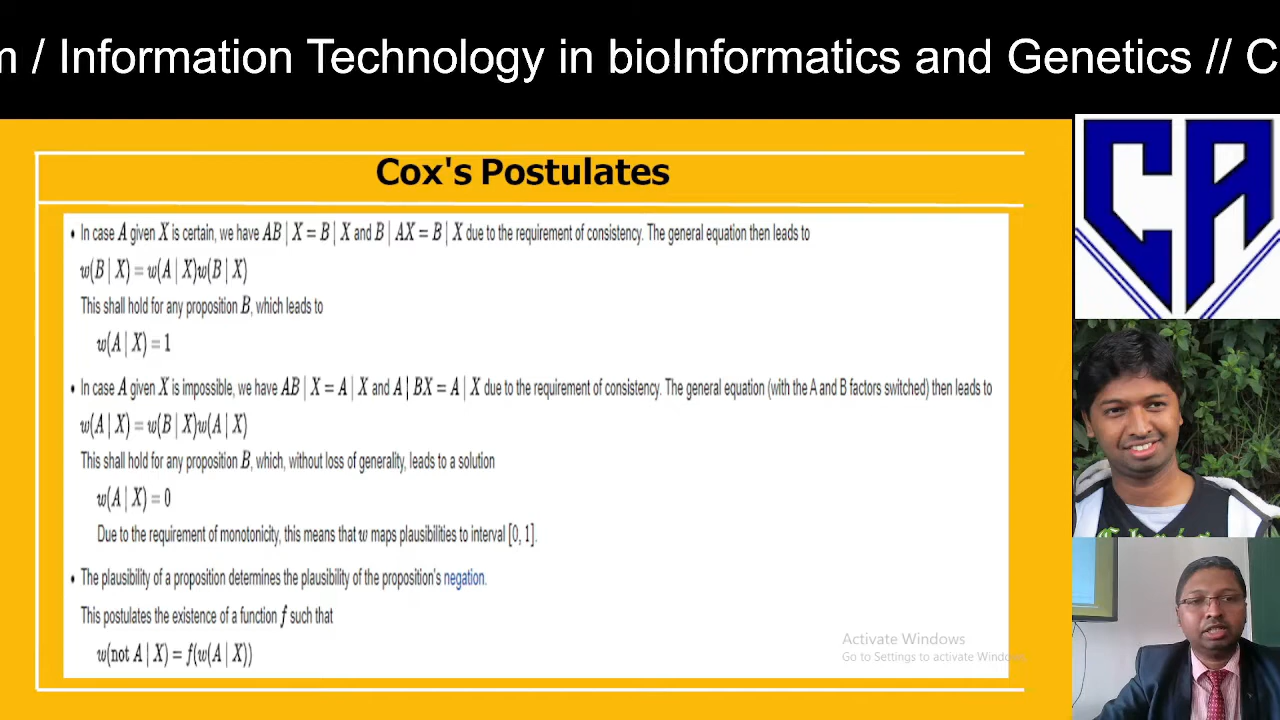 m / Information Technology in bioInformatics and Genetics // C
Cox's Postulates
• In case A given X is certain, we have AB | X = B | X and B | AX = B | X due to the requirement of consistency. The general equation then leads to
w(B | X) = w(A | X)w(B | X)
This shall hold for any proposition B, which leads to
w(A | X) = 1
• In case A given X is impossible, we have AB | X = A | X and A | BX = A | X due to the requirement of consistency. The general equation (with the A and B factors switched) then leads to
w(A | X) = w(B | X)w(A | X)
This shall hold for any proposition B, which, without loss of generality, leads to a solution
w(A | X) = 0
Due to the requirement of monotonicity, this means that w maps plausibilities to interval [0, 1].
• The plausibility of a proposition determines the plausibility of the proposition's negation.
This postulates the existence of a function f such that
w(not A | X) = f(w(A | X))
Activate Windows
Go to Settings to activate Windows
CA